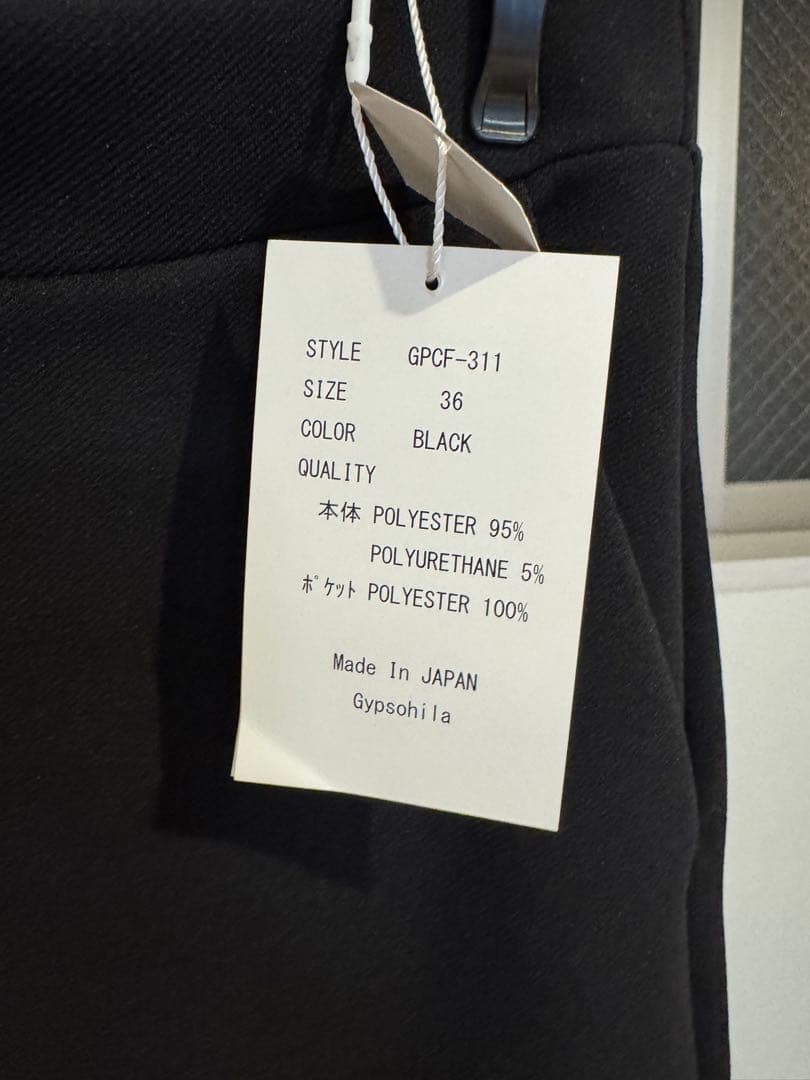 STYLE GPCF-311
SIZE 36
COLOR BLACK
QUALITY
本体 POLYESTER 95%
POLYURETHANE 5%
ﾎﾟｹｯﾄ POLYESTER 100%
Made In JAPAN
Gypsohila